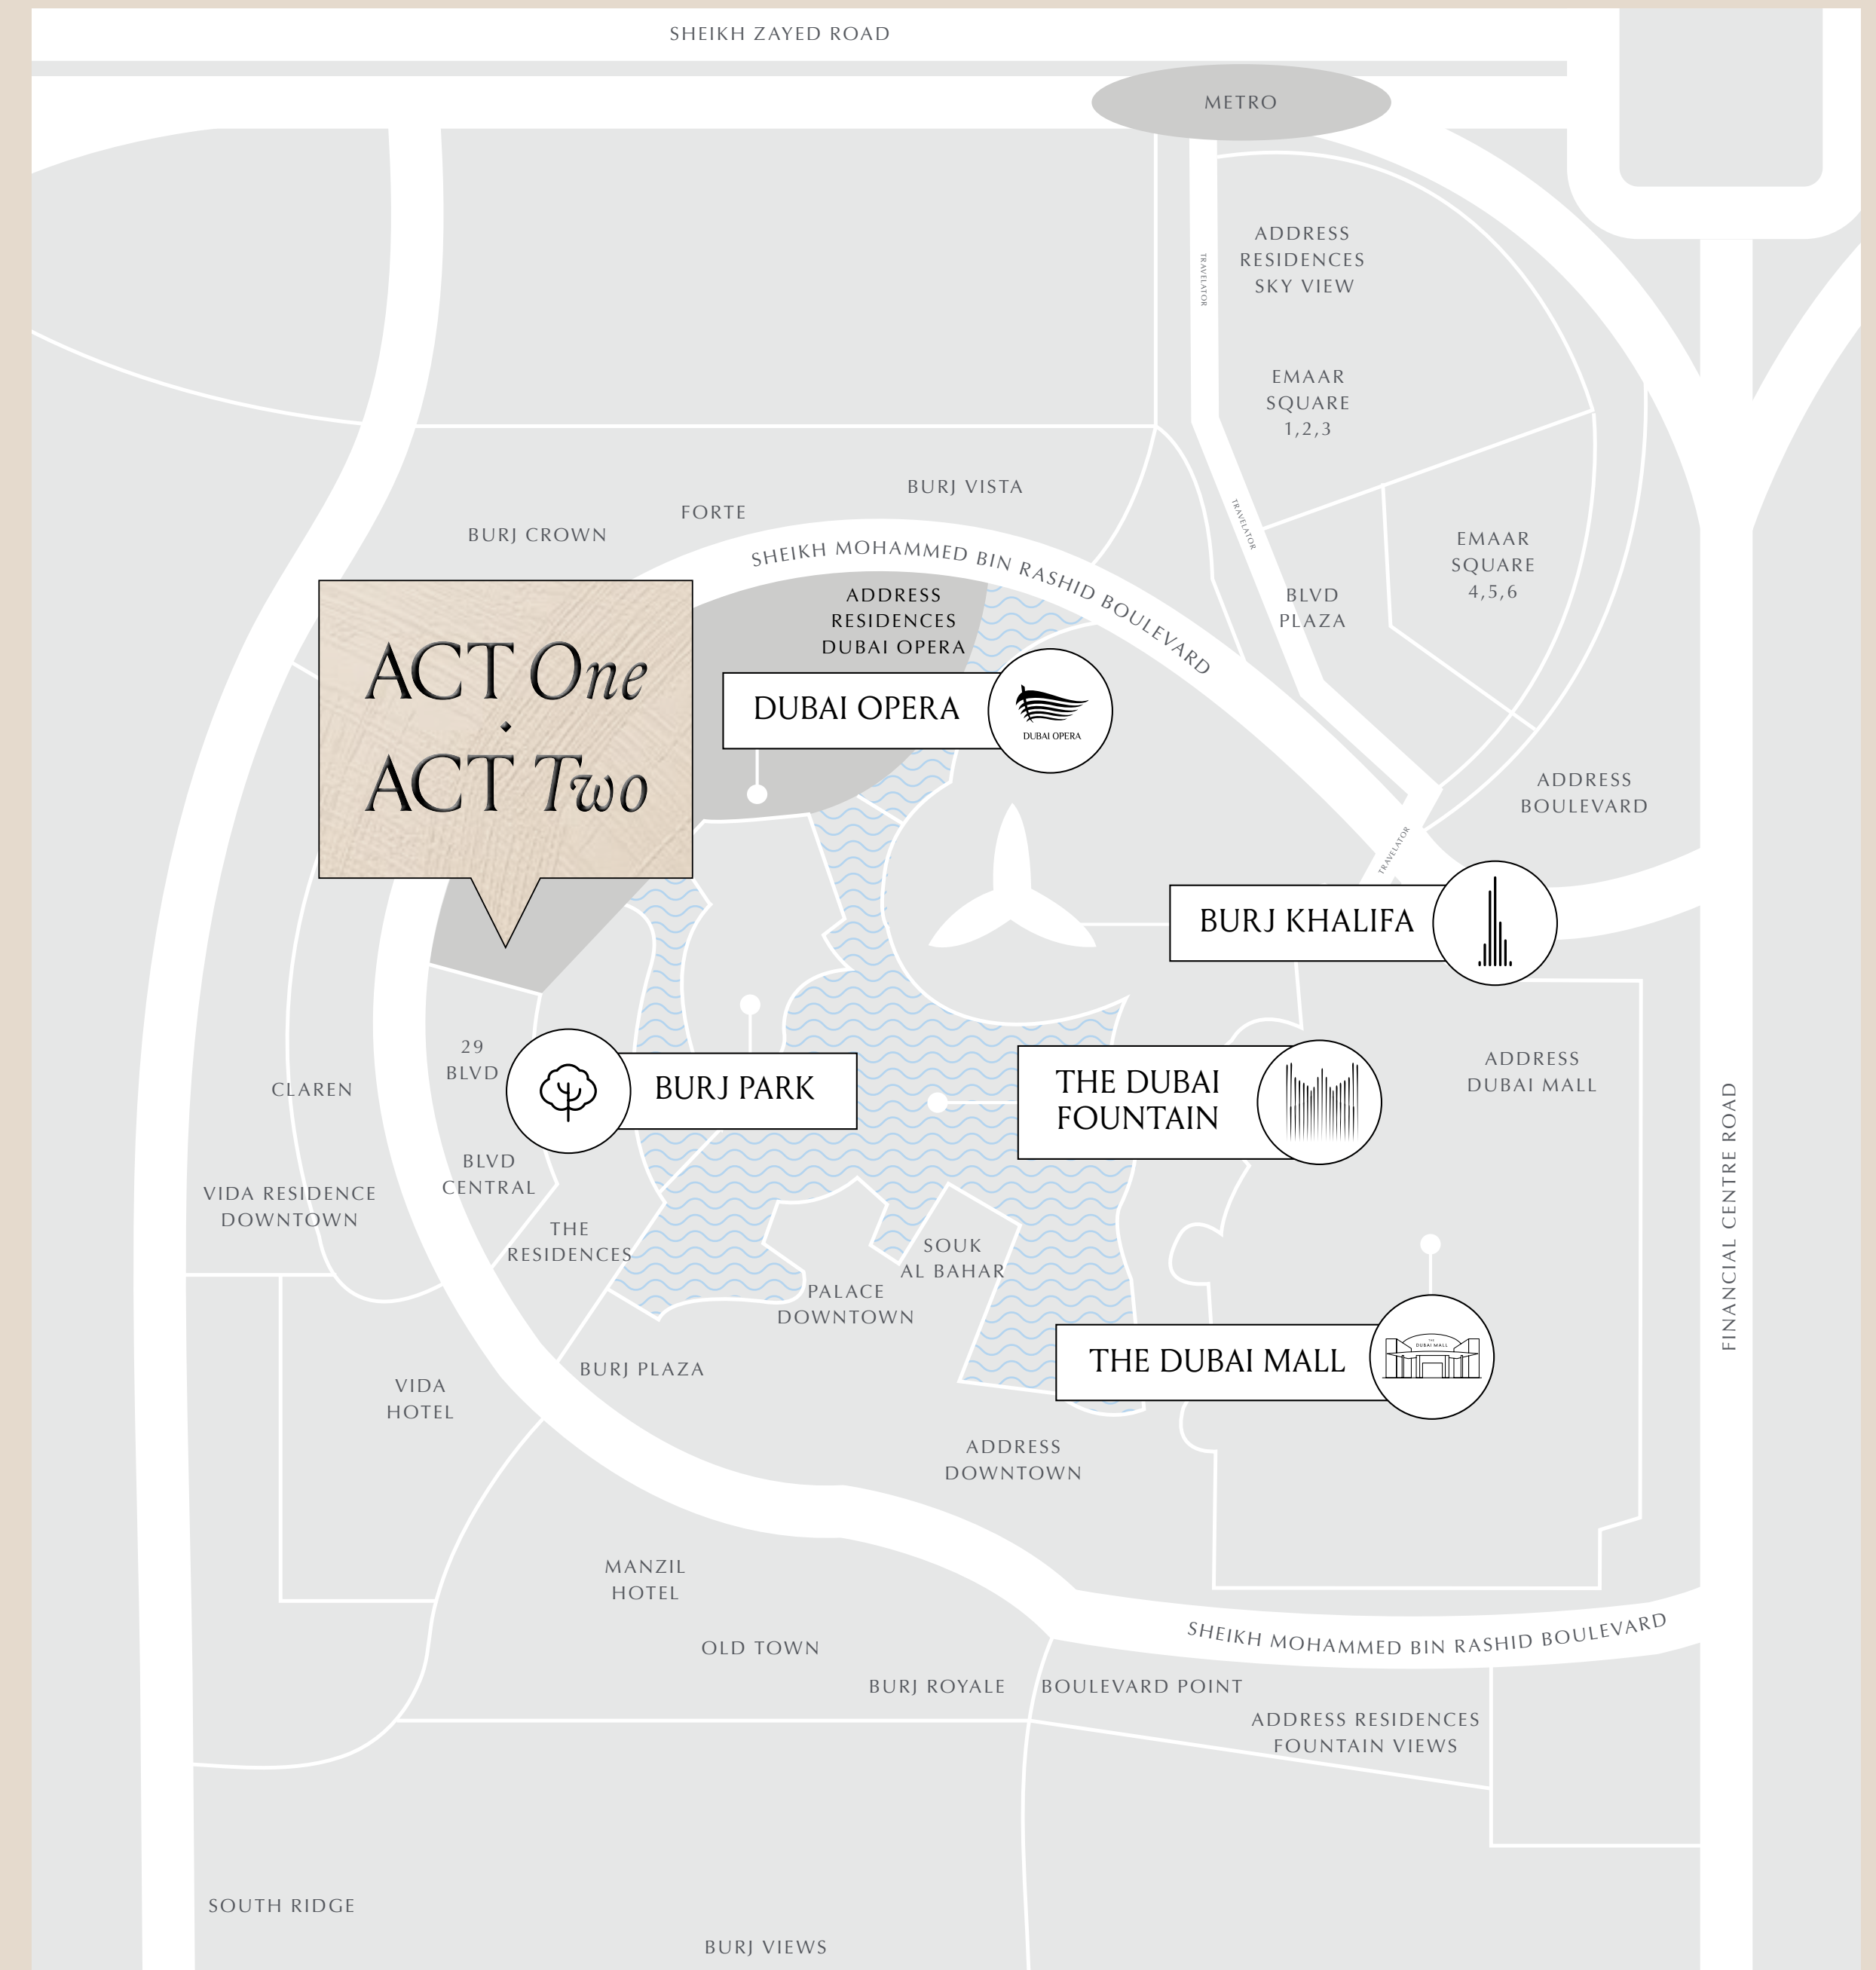 SHEIKH ZAYED ROAD
METRO
TRAVELATOR
ADDRESS
RESIDENCES
SKY VIEW
EMAAR
SQUARE
1,2,3
BURJ VISTA
FORTE
BURJ CROWN
TRAVELATOR
EMAAR
SQUARE
4,5,6
SHEIKH MOHAMMED BIN RASHID BOULEVARD
BLVD
PLAZA
ADDRESS
RESIDENCES
DUBAI OPERA
ACT One
ACT Two
DUBAI OPERA
DUBAI OPERA
ADDRESS
BOULEVARD
TRAVELATOR
BURJ KHALIFA
29
BLVD
CLAREN
BURJ PARK
THE DUBAI
FOUNTAIN
ADDRESS
DUBAI MALL
FINANCIAL CENTRE ROAD
BLVD
CENTRAL
VIDA RESIDENCE
DOWNTOWN
THE
RESIDENCES
SOUK
AL BAHAR
PALACE
DOWNTOWN
THE DUBAI MALL
THE
DUBAI MALL
BURJ PLAZA
VIDA
HOTEL
ADDRESS
DOWNTOWN
MANZIL
HOTEL
OLD TOWN
SHEIKH MOHAMMED BIN RASHID BOULEVARD
BURJ ROYALE
BOULEVARD POINT
ADDRESS RESIDENCES
FOUNTAIN VIEWS
SOUTH RIDGE
BURJ VIEWS